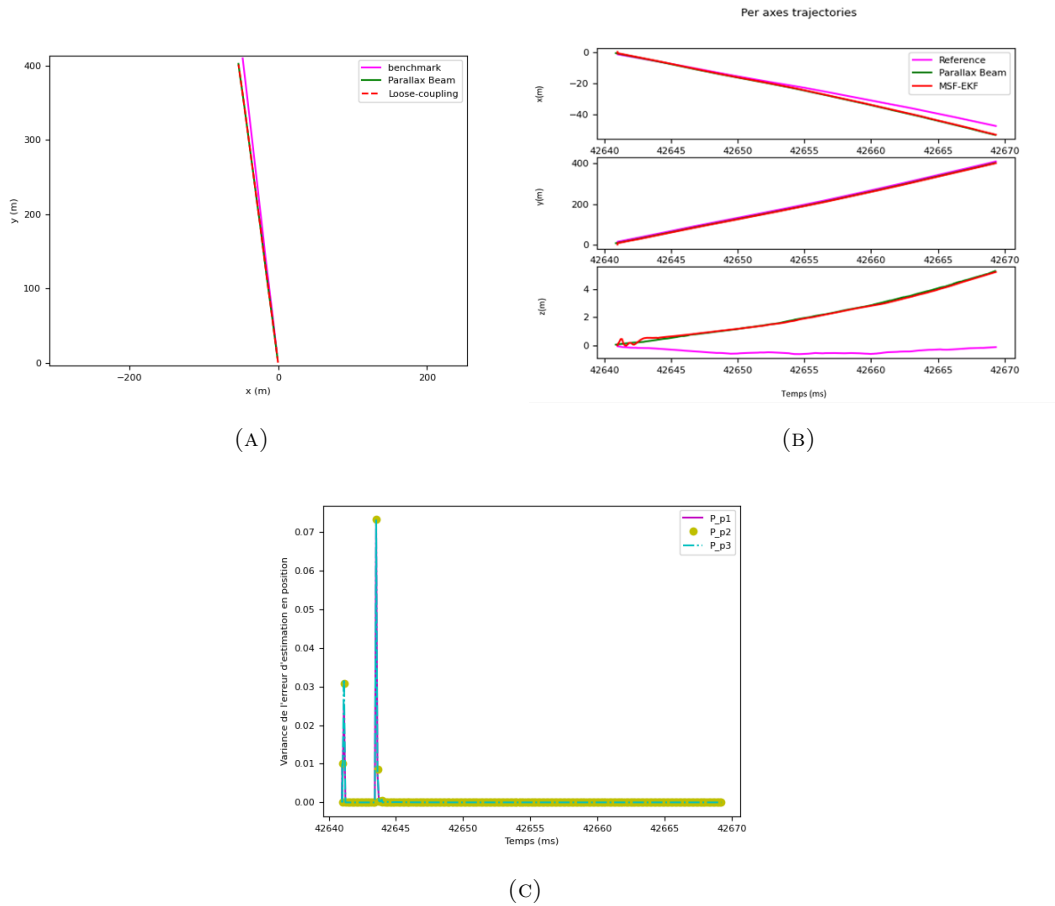 Per axes trajectories
400
300
200
100
0
y (m)
−200
0
200
x (m)
benchmark
Parallax Beam
Loose-coupling
(A)
0
−20
−40
x(m)
Reference
Parallax Beam
MSF-EKF
42640 42645 42650 42655 42660 42665 42670
400
200
0
y(m)
42640 42645 42650 42655 42660 42665 42670
4
2
0
z(m)
42640 42645 42650 42655 42660 42665 42670
Temps (ms)
(B)
P_p1
P_p2
P_p3
0.07
0.06
0.05
0.04
0.03
0.02
0.01
0.00
Variance de l'erreur d'estimation en position
42640 42645 42650 42655 42660 42665 42670
Temps (ms)
(C)